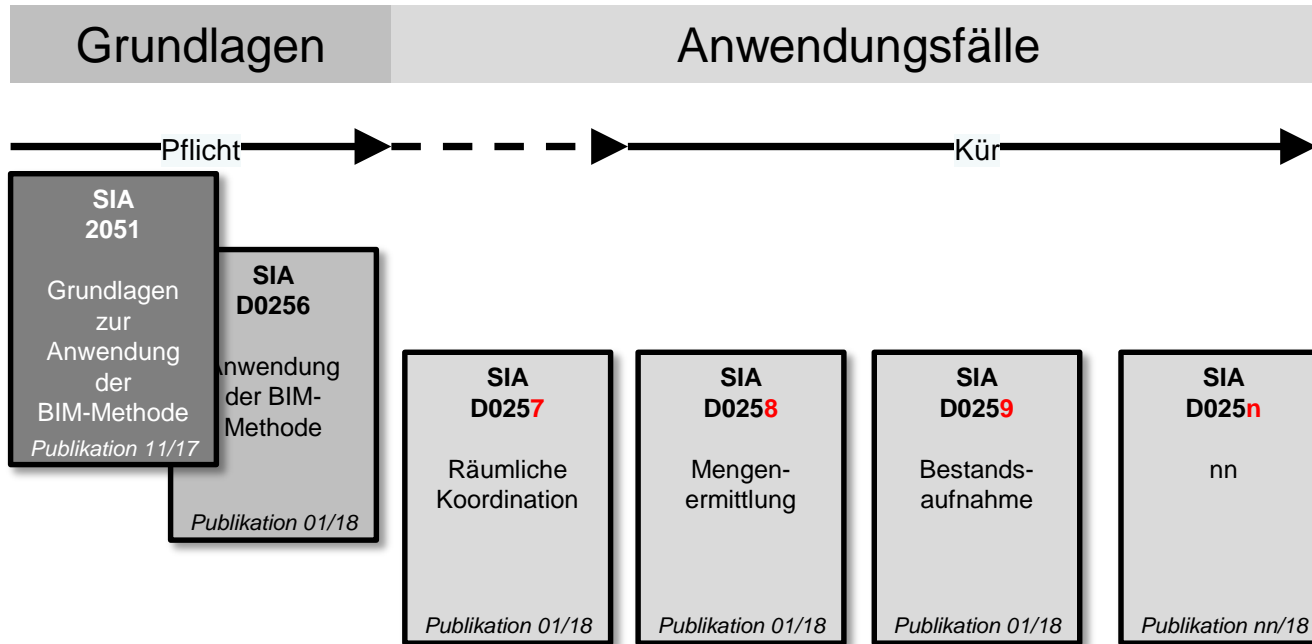 Grundlagen
Anwendungsfälle
Pflicht
Kür
SIA
2051
Grundlagen
zur
Anwendung
der
BIM-Methode
Publikation 11/17
SIA
D0256
Anwendung
der BIM-
Methode
Publikation 01/18
SIA
D0257
Räumliche
Koordination
Publikation 01/18
SIA
D0258
Mengen-
ermittlung
Publikation 01/18
SIA
D0259
Bestands-
aufnahme
Publikation 01/18
SIA
D025n
nn
Publikation nn/18